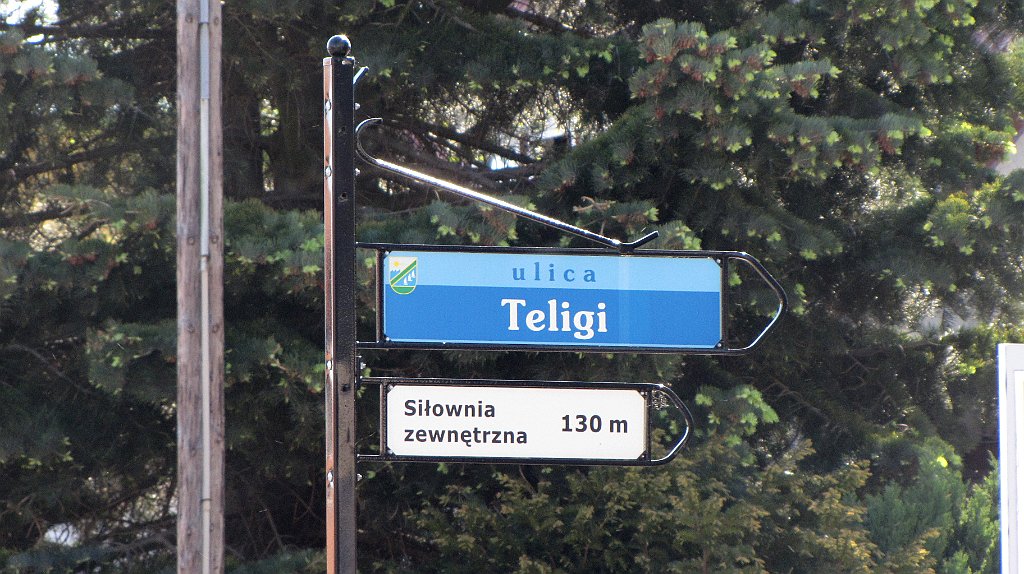 ulica
Teligi
Siłownia
zewnętrzna
130 m